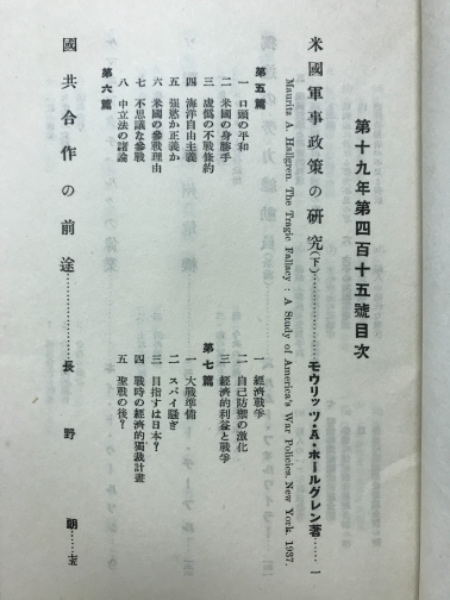 第十九年第四百十五號目次
米國軍事政策の研究(下)……………モウリッツ・A・ホールグレン著……一
Mauritz A. Hallgren, The Tragic Fallacy : A Study of America's War Policies. New York. 1937.
第五篇
一 口頭の平和
二 米國の身勝手
三 虛僞の不戰條約
四 海洋自由主義
五 强慾か正義か
六 米國の參戰理由
七 不思議な參戰
八 中立法の諸論
第六篇
一 經濟戰爭
二 自己防禦の激化
三 經濟的利益と戰爭
第七篇
一 大戰準備
二 スパイ騷ぎ
三 目指すは日本?
四 戰時の經濟的獨裁計畫
五 聖戰の後?
國共合作の前途……………長野朗…